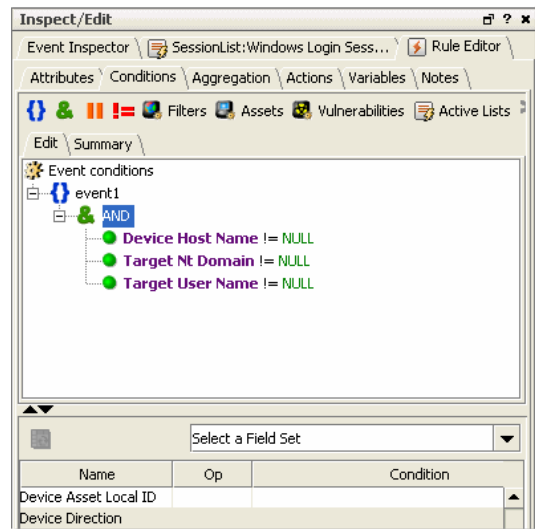 Inspect/Edit
Event Inspector SessionList:Windows Login Sess... Rule Editor
Attributes Conditions Aggregation Actions Variables Notes
{} & || != Filters Assets Vulnerabilities Active Lists
Edit Summary
Event conditions
{} event1
& AND
Device Host Name != NULL
Target Nt Domain != NULL
Target User Name != NULL
Select a Field Set
Name Op Condition
Device Asset Local ID
Device Direction